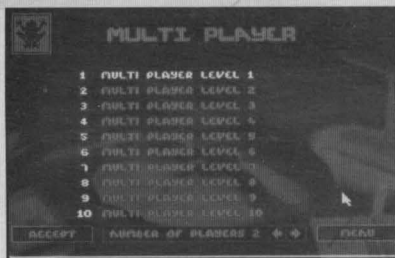 MULTI PLAYER
1 MULTI PLAYER LEVEL 1
2 MULTI PLAYER LEVEL 2
3 MULTI PLAYER LEVEL 3
4 MULTI PLAYER LEVEL 4
5 MULTI PLAYER LEVEL 5
6 MULTI PLAYER LEVEL 6
7 MULTI PLAYER LEVEL 7
8 MULTI PLAYER LEVEL 8
9 MULTI PLAYER LEVEL 9
10 MULTI PLAYER LEVEL 10
ACCEPT NUMBER OF PLAYERS 2 MENU